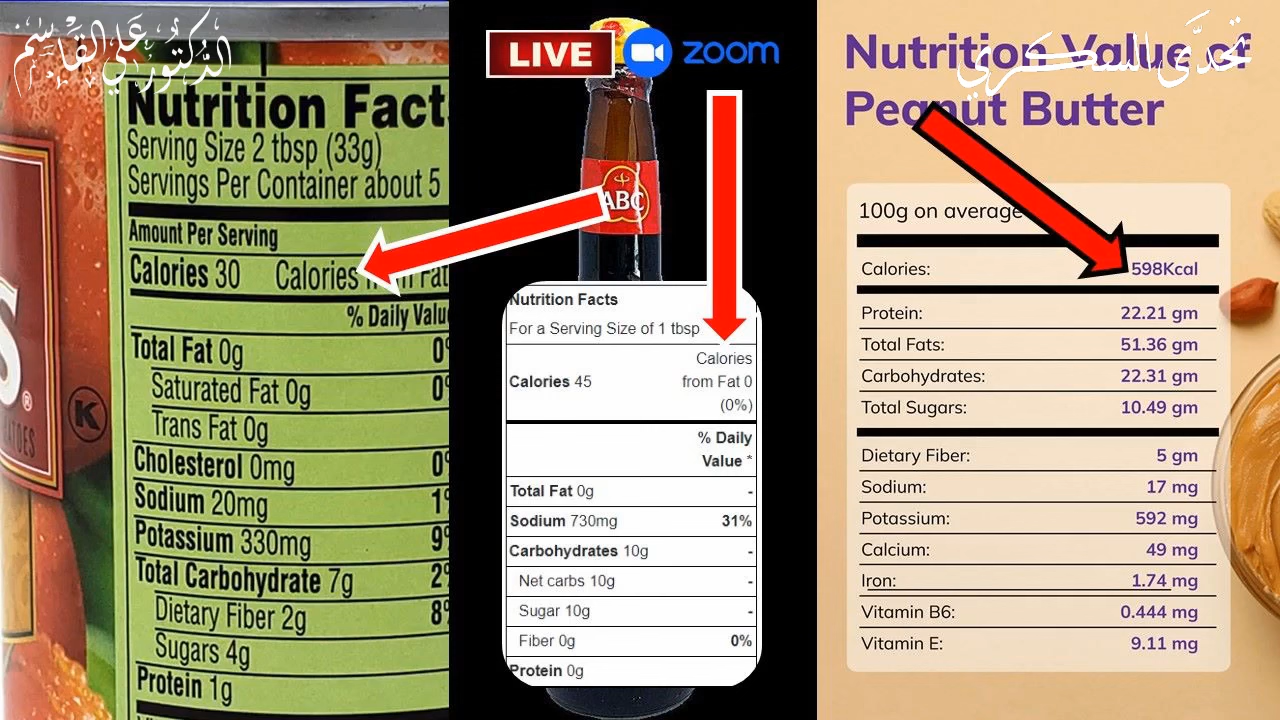 الدكتور علي القاسم
Nutrition Fact
Serving Size 2 tbsp (33g)
Servings Per Container about 5
Amount Per Serving
Calories 30 Calories from Fat
% Daily Valu
Total Fat 0g 0%
Saturated Fat 0g 0%
Trans Fat 0g
Cholesterol 0mg 0%
Sodium 20mg 1%
Potassium 330mg 9%
Total Carbohydrate 7g 2%
Dietary Fiber 2g 8%
Sugars 4g
Protein 1g
S®
K
ATOES
LIVE
zoom
ABC
Nutrition Facts
For a Serving Size of 1 tbsp
Calories 45 Calories
from Fat 0
(0%)
% Daily
Value *
Total Fat 0g -
Sodium 730mg 31%
Carbohydrates 10g -
Net carbs 10g -
Sugar 10g -
Fiber 0g 0%
Protein 0g
تحدى السكري
Nutrition Value of
Peanut Butter
100g on average
Calories: 598Kcal
Protein: 22.21 gm
Total Fats: 51.36 gm
Carbohydrates: 22.31 gm
Total Sugars: 10.49 gm
Dietary Fiber: 5 gm
Sodium: 17 mg
Potassium: 592 mg
Calcium: 49 mg
Iron: 1.74 mg
Vitamin B6: 0.444 mg
Vitamin E: 9.11 mg